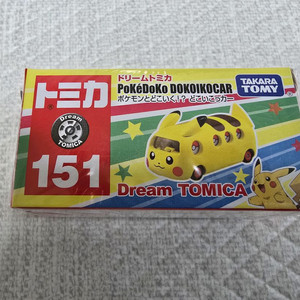 トミカ
Dream
TOMICA
151
ドリームトミカ
PoKéDoKo DOKOIKOCAR
ポケモンとどこいく!? どこいこうカー
TAKARA
TOMY
Dream TOMICA